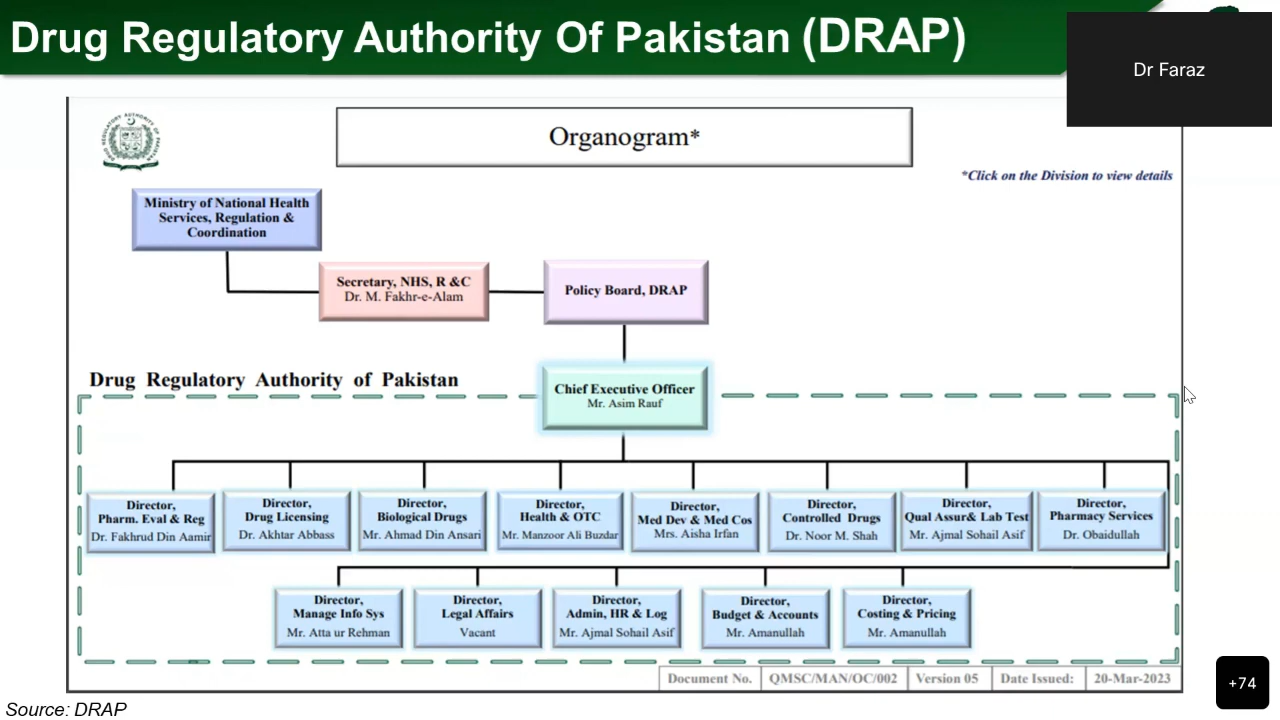 Drug Regulatory Authority Of Pakistan (DRAP)
Dr Faraz
Organogram*
*Click on the Division to view details
Ministry of National Health
Services, Regulation &
Coordination
Secretary, NHS, R &C
Dr. M. Fakhr-e-Alam
Policy Board, DRAP
Drug Regulatory Authority of Pakistan
Chief Executive Officer
Mr. Asim Rauf
Director,
Pharm. Eval & Reg
Dr. Fakhrud Din Aamir
Director,
Drug Licensing
Dr. Akhtar Abbass
Director,
Biological Drugs
Mr. Ahmad Din Ansari
Director,
Health & OTC
Mr. Manzoor Ali Buzdar
Director,
Med Dev & Med Cos
Mrs. Aisha Irfan
Director,
Controlled Drugs
Dr. Noor M. Shah
Director,
Qual Assur& Lab Test
Mr. Ajmal Sohail Asif
Director,
Pharmacy Services
Dr. Obaidullah
Director,
Manage Info Sys
Mr. Atta ur Rehman
Director,
Legal Affairs
Vacant
Director,
Admin, HR & Log
Mr. Ajmal Sohail Asif
Director,
Budget & Accounts
Mr. Amanullah
Director,
Costing & Pricing
Mr. Amanullah
Document No. QMSC/MAN/OC/002 Version 05 Date Issued: 20-Mar-2023
+74
Source: DRAP